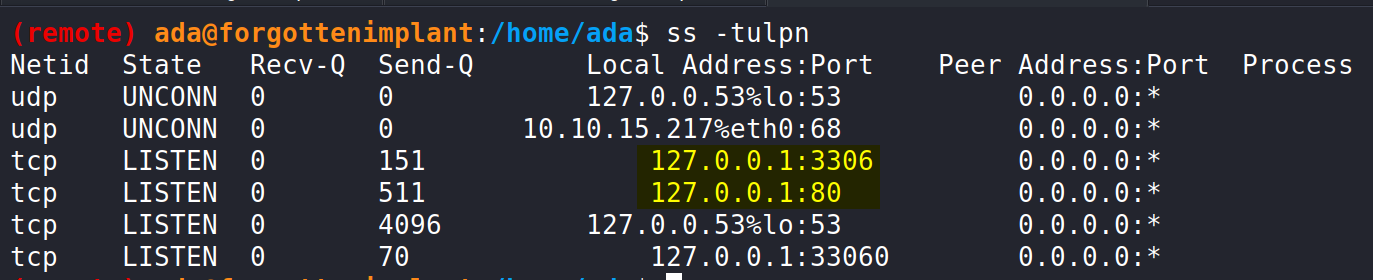 (remote) ada@forgottenimplant:/home/ada$ ss -tulpn
Netid State Recv-Q Send-Q Local Address:Port Peer Address:Port Process
udp UNCONN 0 0 127.0.0.53%lo:53 0.0.0.0:*
udp UNCONN 0 0 10.10.15.217%eth0:68 0.0.0.0:*
tcp LISTEN 0 151 127.0.0.1:3306 0.0.0.0:*
tcp LISTEN 0 511 127.0.0.1:80 0.0.0.0:*
tcp LISTEN 0 4096 127.0.0.53%lo:53 0.0.0.0:*
tcp LISTEN 0 70 127.0.0.1:33060 0.0.0.0:*